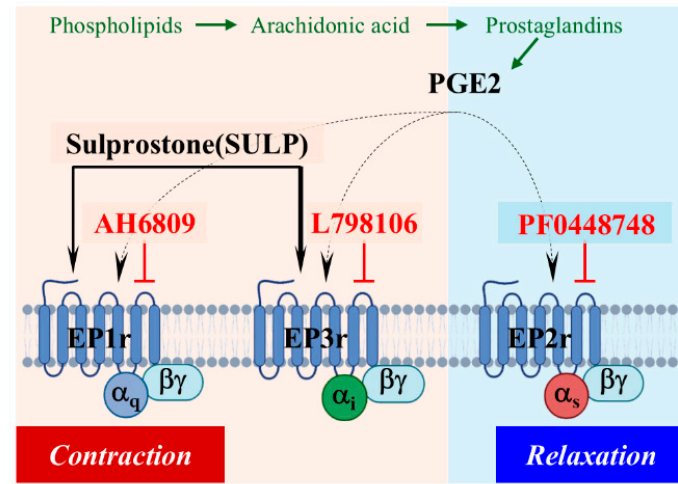 Phospholipids Arachidonic acid Prostaglandins
PGE2
Sulprostone(SULP)
AH6809 L798106 PF0448748
EP1r EP3r EP2r
αq βγ αi βγ αs βγ
Contraction Relaxation